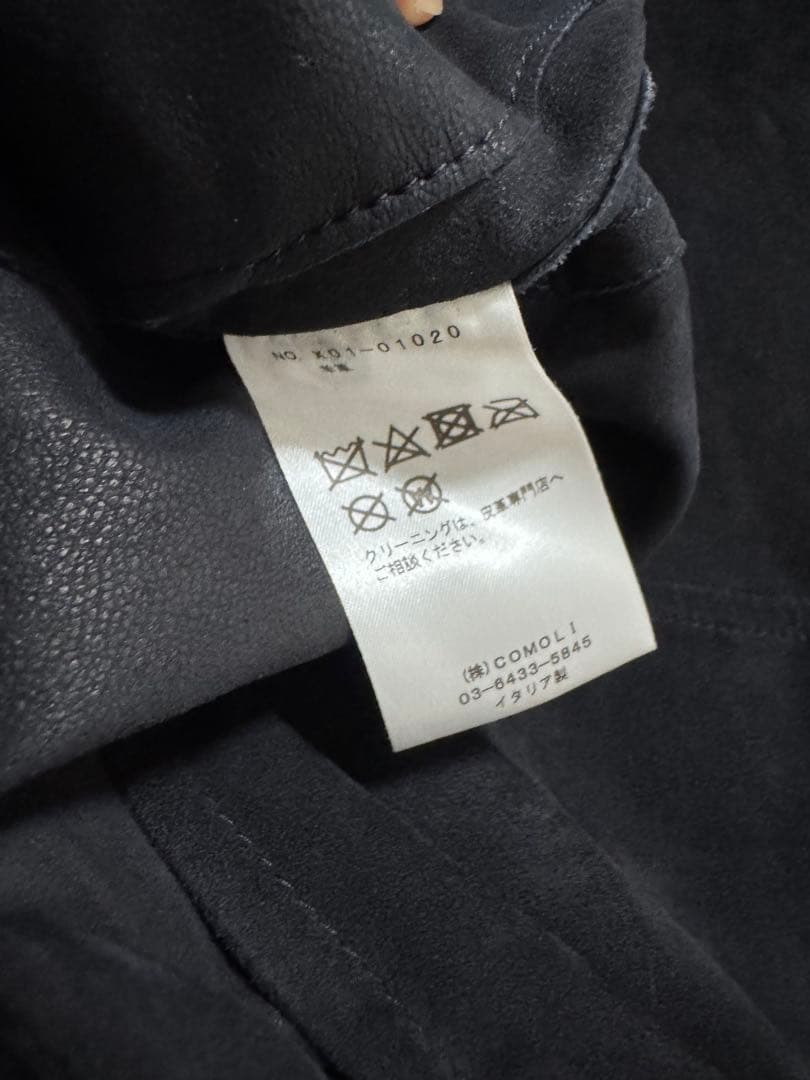 NO. X01-01020
クリーニングは、皮革専門店へ
ご相談ください。
(株)COMOLI
03-6433-5845
イタリア製